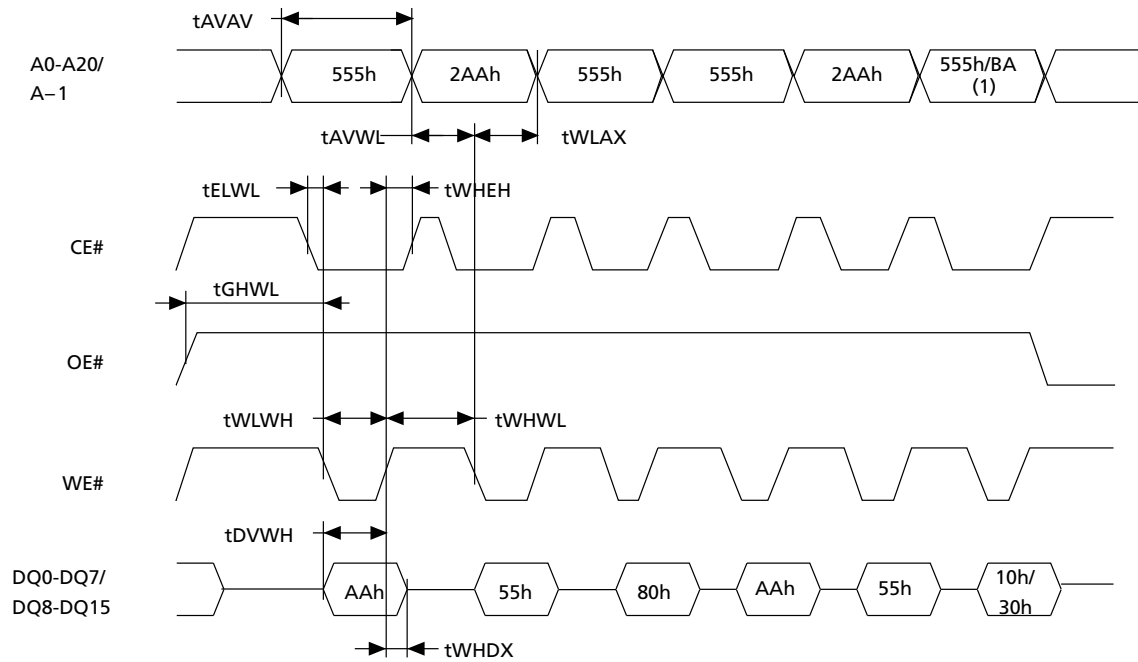 tAVAV
A0-A20/
A–1
555h
2AAh
555h
555h
2AAh
555h/BA
(1)
tAVWL
tWLAX
tELWL
tWHEH
CE#
tGHWL
OE#
tWLWH
tWHWL
WE#
tDVWH
DQ0-DQ7/
DQ8-DQ15
AAh
55h
80h
AAh
55h
10h/
30h
tWHDX